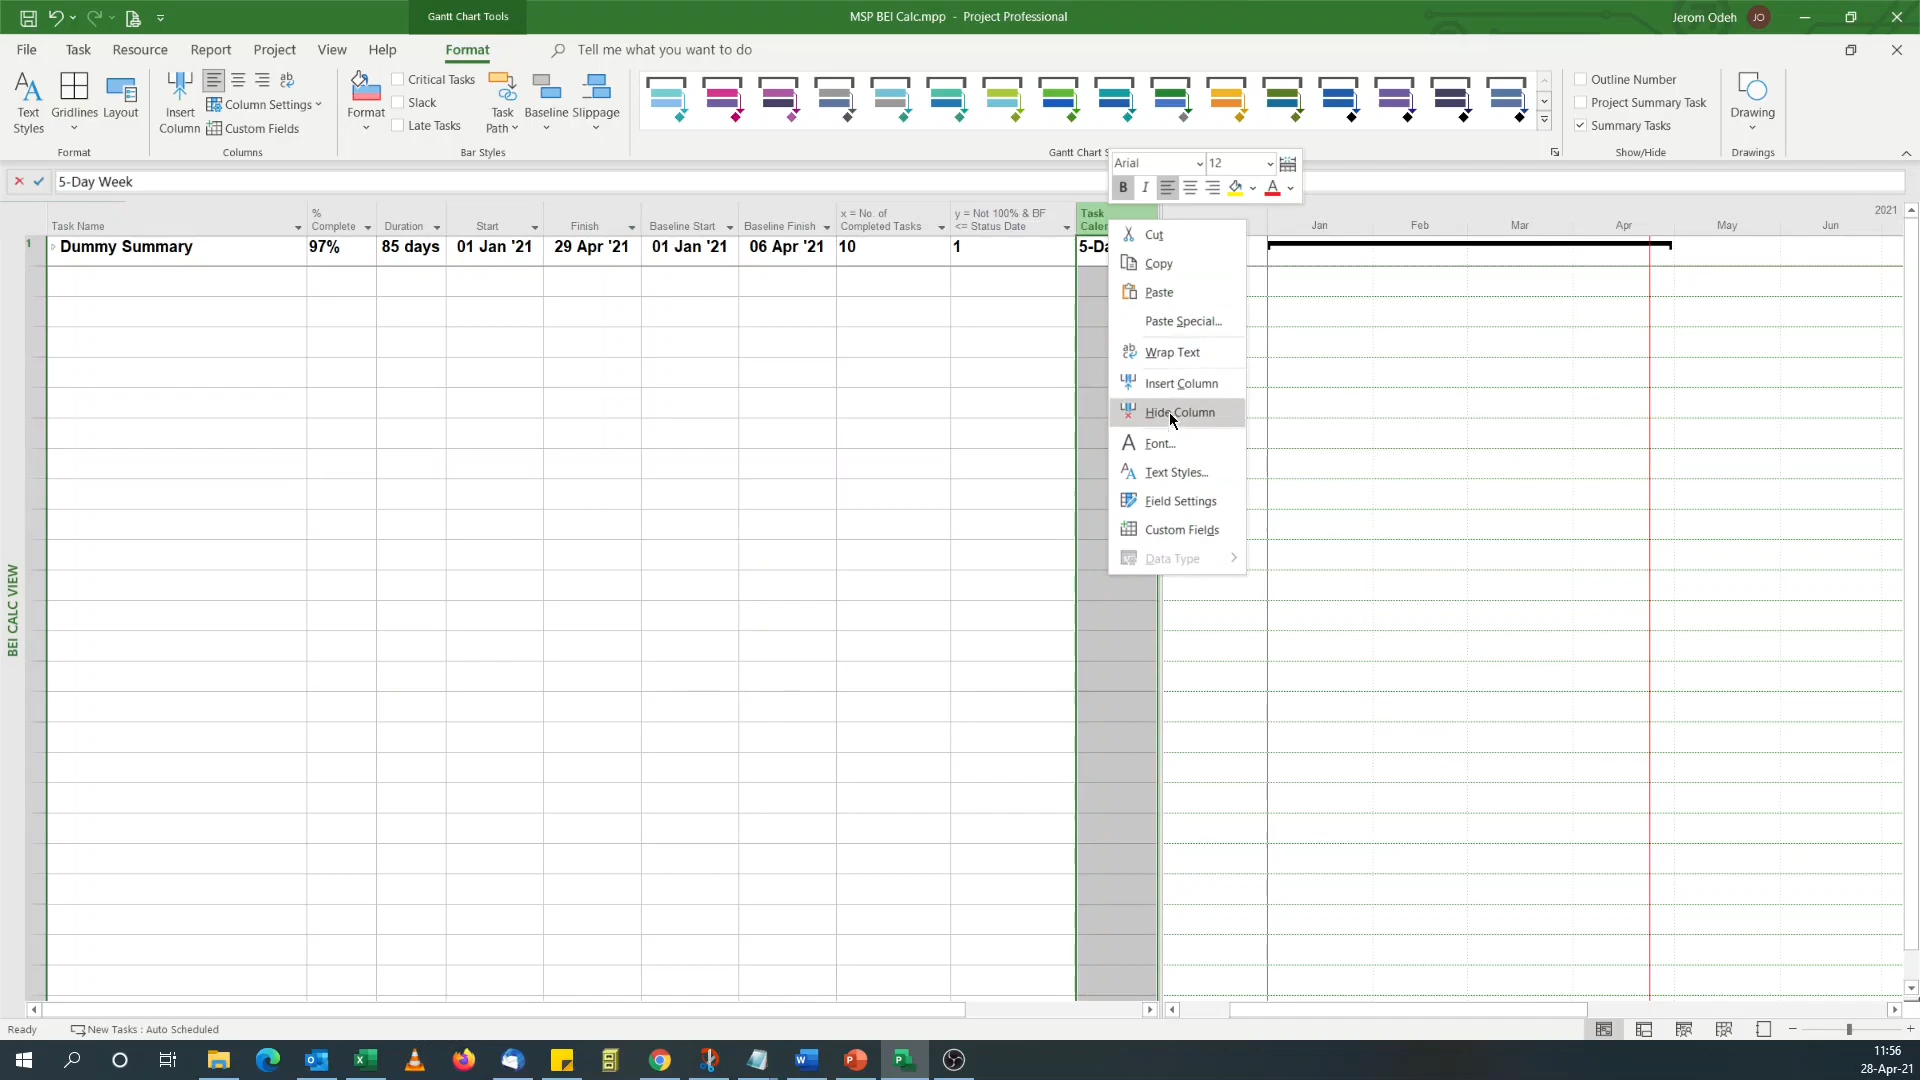 Gantt Chart Tools
MSP BEI Calc.mpp - Project Professional
Jerom Odeh
JO
File
Task
Resource
Report
Project
View
Help
Format
Tell me what you want to do
Text
Styles
Gridlines
Layout
Format
Insert
Column
Column Settings
Custom Fields
Columns
Format
Critical Tasks
Slack
Late Tasks
Task
Path
Baseline
Slippage
Bar Styles
Gantt Chart S
Outline Number
Project Summary Task
Summary Tasks
Show/Hide
Drawing
Drawings
Arial
12
B
I
A
5-Day Week
Task Name
%
Complete
Duration
Start
Finish
Baseline Start
Baseline Finish
x = No. of
Completed Tasks
y = Not 100% & BF
<= Status Date
Task
Caler
2021
Jan
Feb
Mar
Apr
May
Jun
1
Dummy Summary
97%
85 days
01 Jan '21
29 Apr '21
01 Jan '21
06 Apr '21
10
1
5-Da
Cut
Copy
Paste
Paste Special...
Wrap Text
Insert Column
Hide Column
Font...
Text Styles...
Field Settings
Custom Fields
Data Type
BEI CALC VIEW
Ready
New Tasks : Auto Scheduled
11:56
28-Apr-21